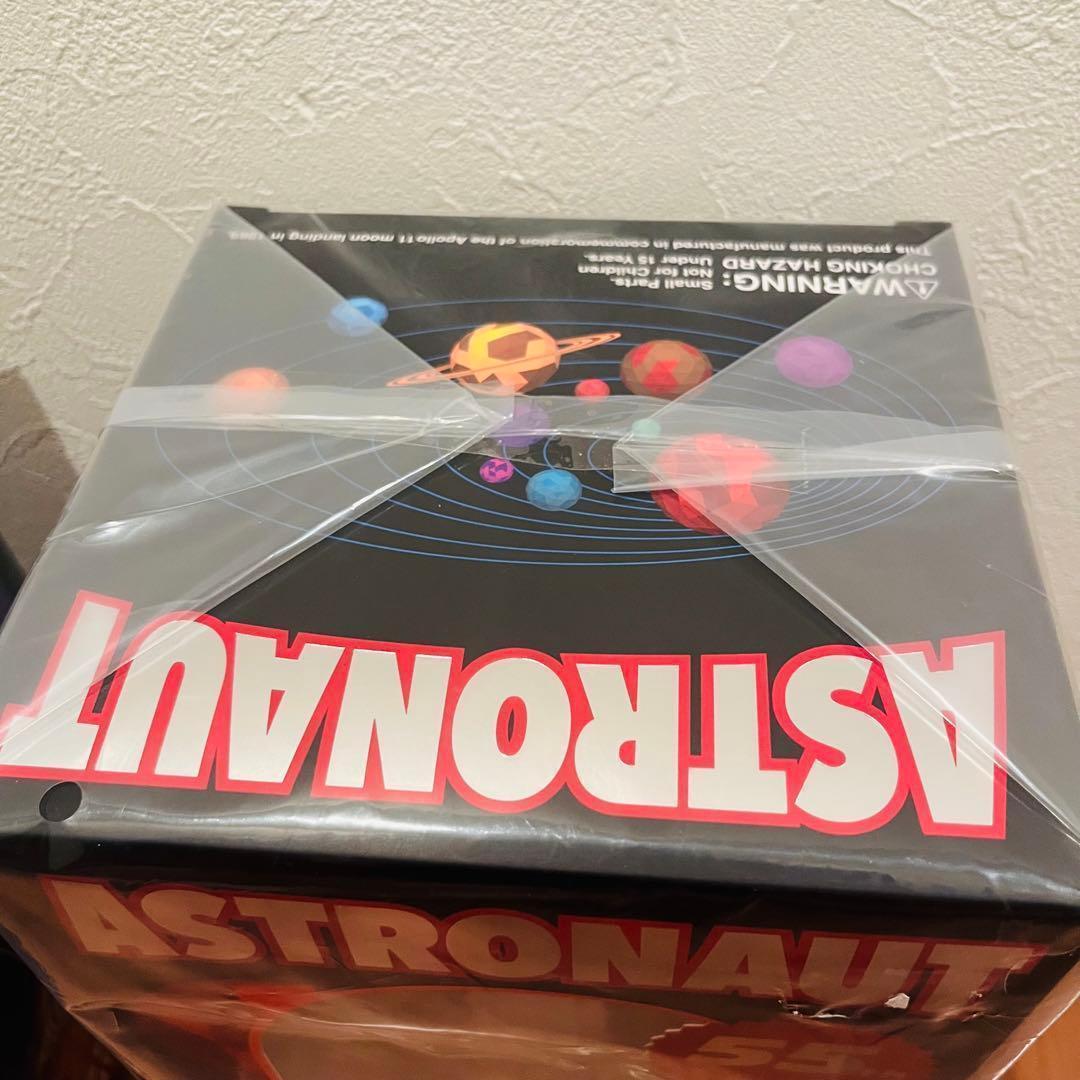 This product was manufactured in commemoration of the Apollo 11 moon landing in 1969.
⚠WARNING:
CHOKING HAZARD
Small Parts.
Not for Children
Under 15 Years.
ASTRONAUT
ASTRONAUT
55